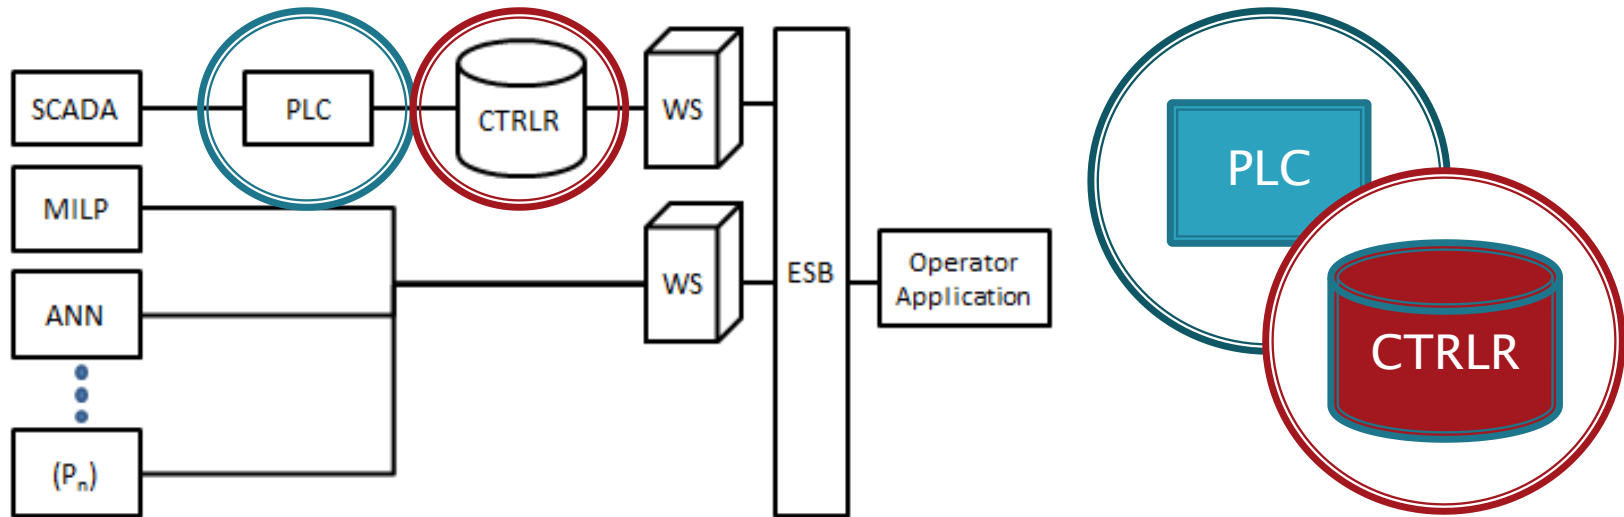 SCADA
PLC
CTRLR
WS
MILP
ANN
(Pn)
WS
ESB
Operator
Application
PLC
CTRLR